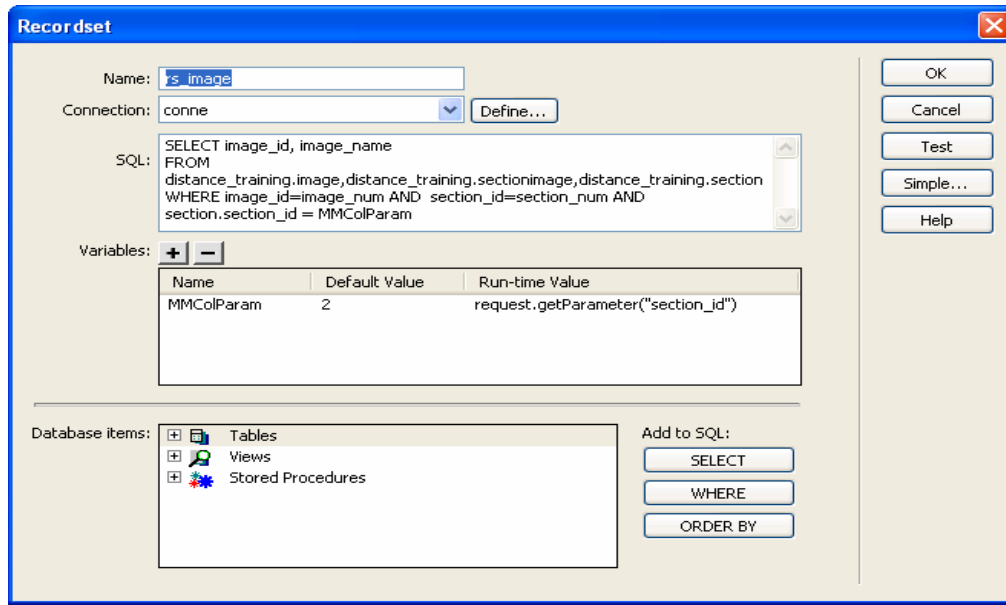 Recordset
Name: rs_image
Connection: conne Define...
SQL: SELECT image_id, image_name
FROM
distance_training.image,distance_training.sectionimage,distance_training.section
WHERE image_id=image_num AND section_id=section_num AND
section.section_id = MMColParam
Variables: + −
Name Default Value Run-time Value
MMColParam 2 request.getParameter("section_id")
Database items: Tables
Views
Stored Procedures
Add to SQL:
SELECT
WHERE
ORDER BY
OK
Cancel
Test
Simple...
Help